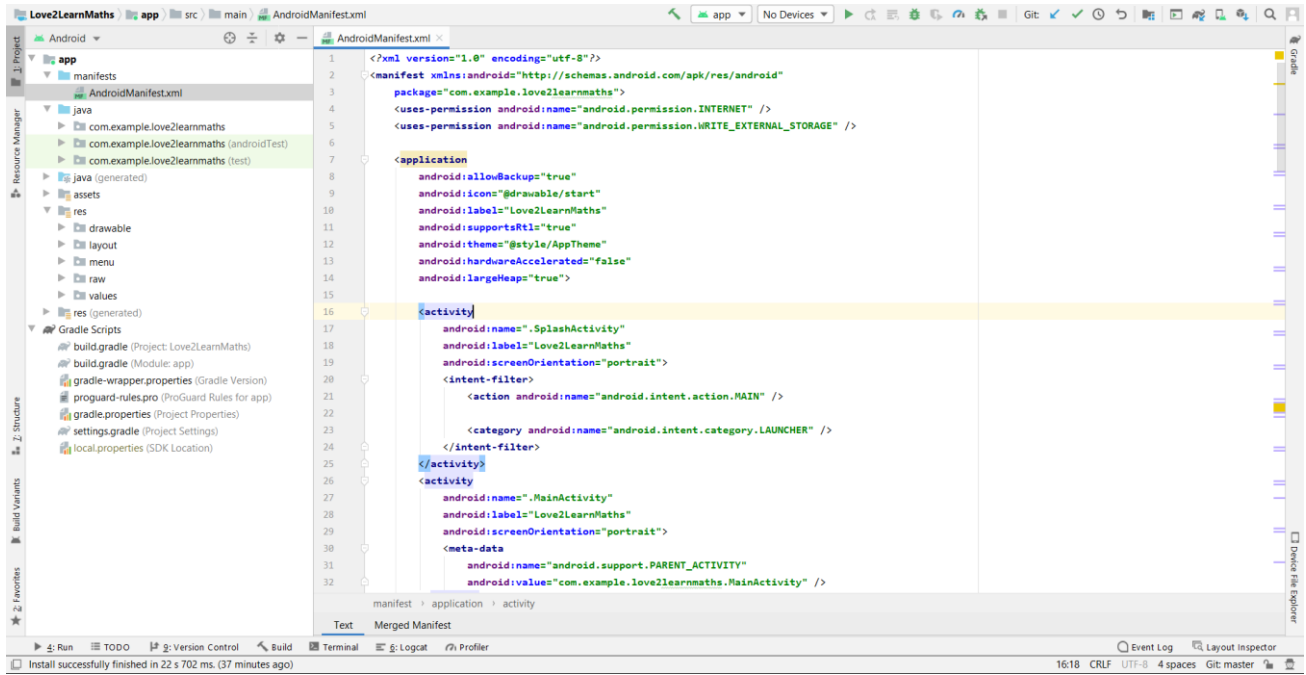 Love2LearnMaths app src main AndroidManifest.xml app No Devices Git:
Android AndroidManifest.xml
1: Project
Resource Manager
Z: Structure
Build Variants
2: Favorites
app
manifests
AndroidManifest.xml
java
com.example.love2learnmaths
com.example.love2learnmaths (androidTest)
com.example.love2learnmaths (test)
java (generated)
assets
res
drawable
layout
menu
raw
values
res (generated)
Gradle Scripts
build.gradle (Project: Love2LearnMaths)
build.gradle (Module: app)
gradle-wrapper.properties (Gradle Version)
proguard-rules.pro (ProGuard Rules for app)
gradle.properties (Project Properties)
settings.gradle (Project Settings)
local.properties (SDK Location)
1 <?xml version="1.0" encoding="utf-8"?>
2 <manifest xmlns:android="http://schemas.android.com/apk/res/android"
3 package="com.example.love2learnmaths">
4 <uses-permission android:name="android.permission.INTERNET" />
5 <uses-permission android:name="android.permission.WRITE_EXTERNAL_STORAGE" />
6
7 <application
8 android:allowBackup="true"
9 android:icon="@drawable/start"
10 android:label="Love2LearnMaths"
11 android:supportsRtl="true"
12 android:theme="@style/AppTheme"
13 android:hardwareAccelerated="false"
14 android:largeHeap="true">
15
16 <activity
17 android:name=".SplashActivity"
18 android:label="Love2LearnMaths"
19 android:screenOrientation="portrait">
20 <intent-filter>
21 <action android:name="android.intent.action.MAIN" />
22
23 <category android:name="android.intent.category.LAUNCHER" />
24 </intent-filter>
25 </activity>
26 <activity
27 android:name=".MainActivity"
28 android:label="Love2LearnMaths"
29 android:screenOrientation="portrait">
30 <meta-data
31 android:name="android.support.PARENT_ACTIVITY"
32 android:value="com.example.love2learnmaths.MainActivity" />
manifest › application › activity
Text Merged Manifest
Gradle
Device File Explorer
4: Run TODO 9: Version Control Build Terminal 6: Logcat Profiler Event Log Layout Inspector
Install successfully finished in 22 s 702 ms. (37 minutes ago) 16:18 CRLF UTF-8 4 spaces Git: master